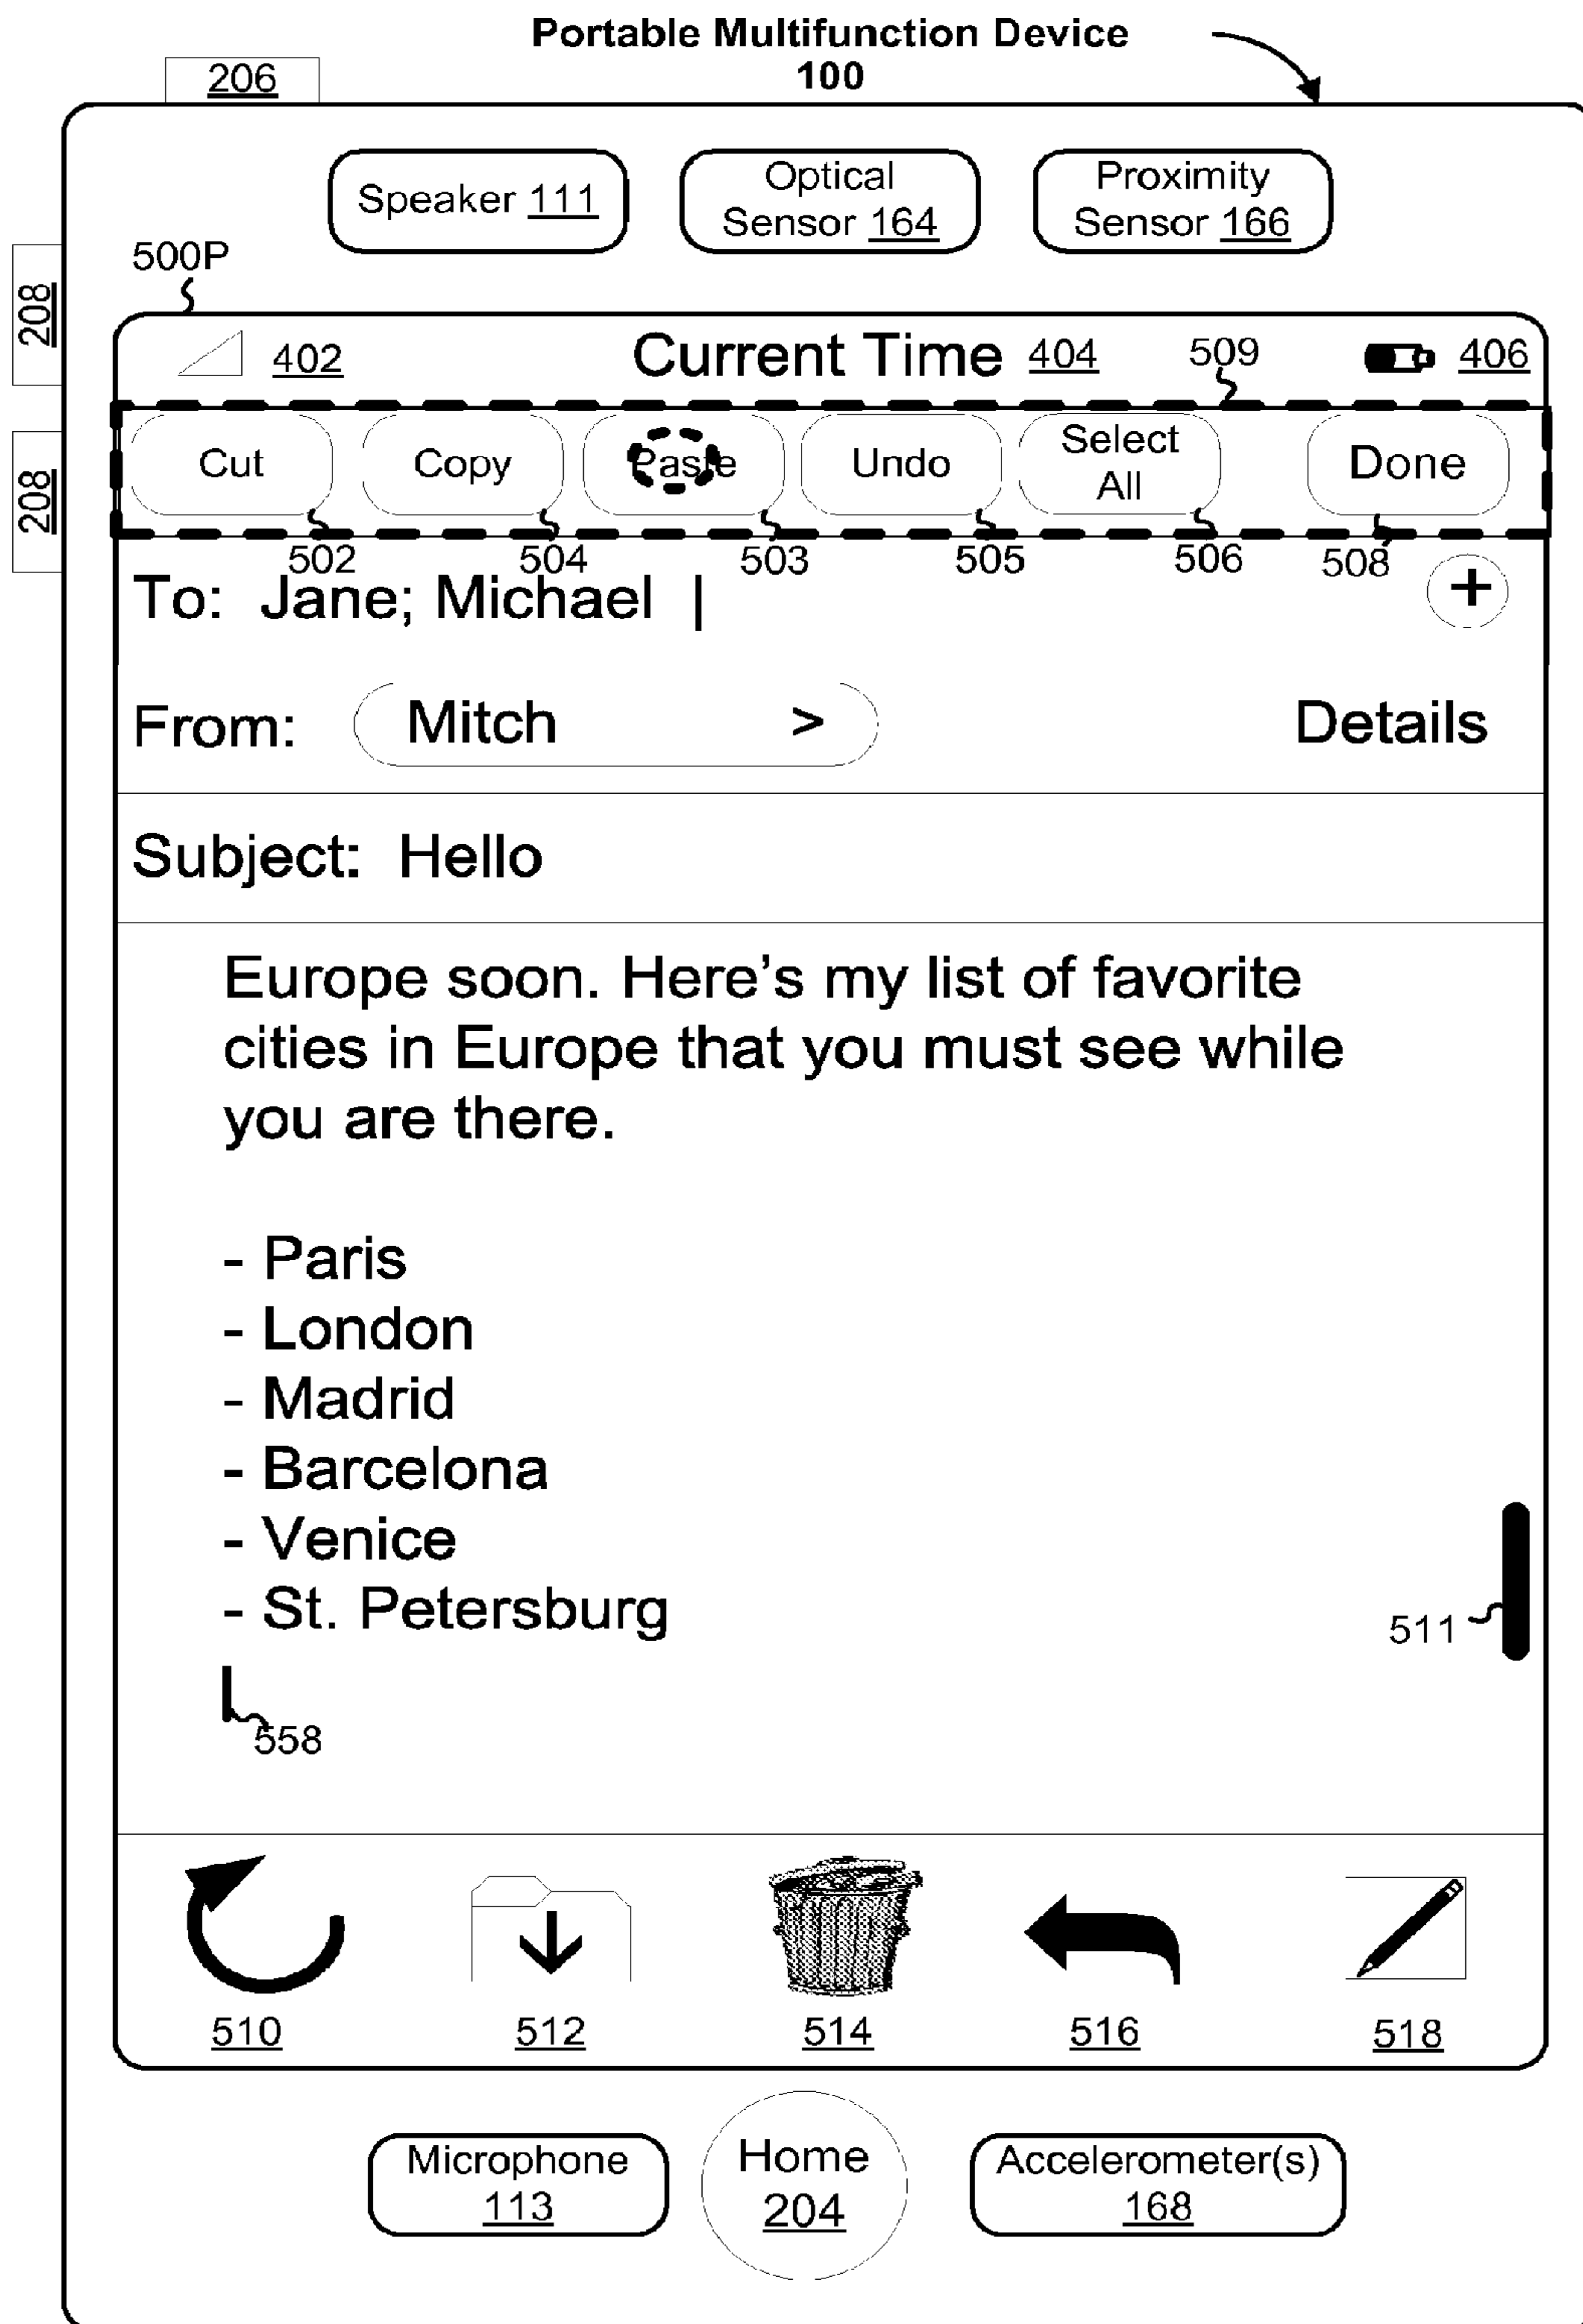 Portable Multifunction Device
100
206
Speaker 111
Optical
Sensor 164
Proximity
Sensor 166
500P
208
402
Current Time 404
509
406
208
Cut
Copy
Paste
Undo
Select
All
Done
502
504
503
505
506
508
To: Jane; Michael
+
From: Mitch >
Details
Subject: Hello
Europe soon. Here's my list of favorite
cities in Europe that you must see while
you are there.
- Paris
- London
- Madrid
- Barcelona
- Venice
- St. Petersburg
511
558
510
512
514
516
518
Microphone
113
Home
204
Accelerometer(s)
168